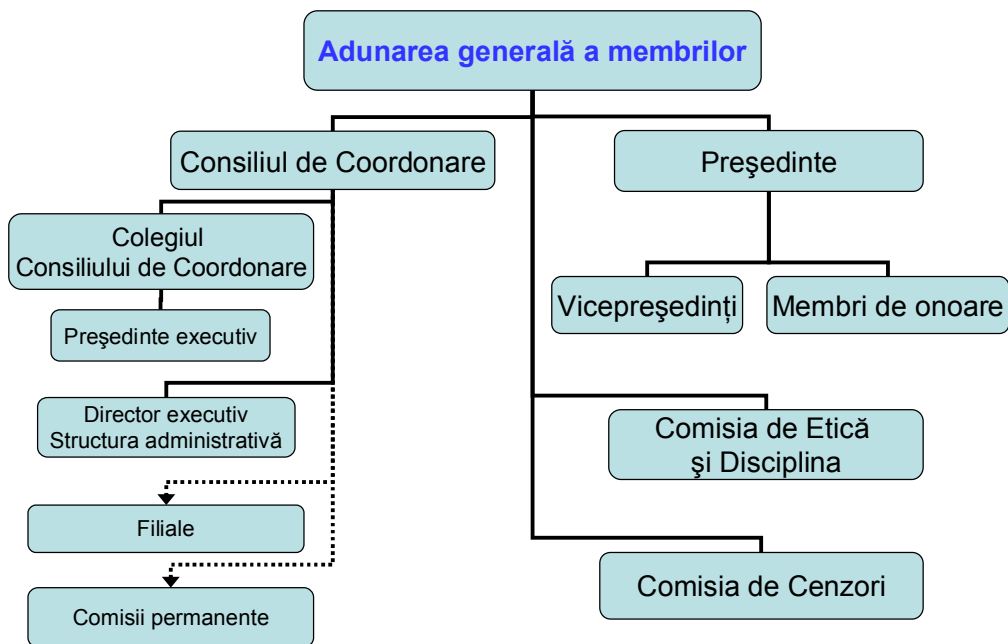 Adunarea generală a membrilor
Consiliul de Coordonare
Preşedinte
Colegiul
Consiliului de Coordonare
Vicepreşedinți
Membri de onoare
Preşedinte executiv
Director executiv
Structura administrativă
Comisia de Etică
şi Disciplina
Filiale
Comisia de Cenzori
Comisii permanente